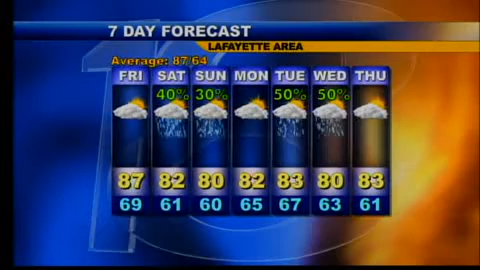 7 DAY FORECAST
LAFAYETTE AREA
Average: 87/64
FRI SAT SUN MON TUE WED THU
40% 30% 50% 50%
87 82 80 82 83 80 83
69 61 60 65 67 63 61